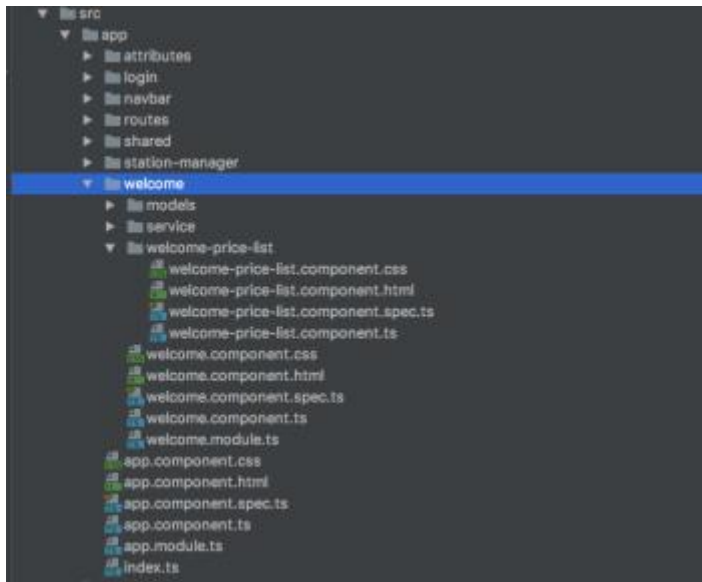 src
app
attributes
login
navbar
routes
shared
station-manager
welcome
models
service
welcome-price-list
welcome-price-list.component.css
welcome-price-list.component.html
welcome-price-list.component.spec.ts
welcome-price-list.component.ts
welcome.component.css
welcome.component.html
welcome.component.spec.ts
welcome.component.ts
welcome.module.ts
app.component.css
app.component.html
app.component.spec.ts
app.component.ts
app.module.ts
index.ts